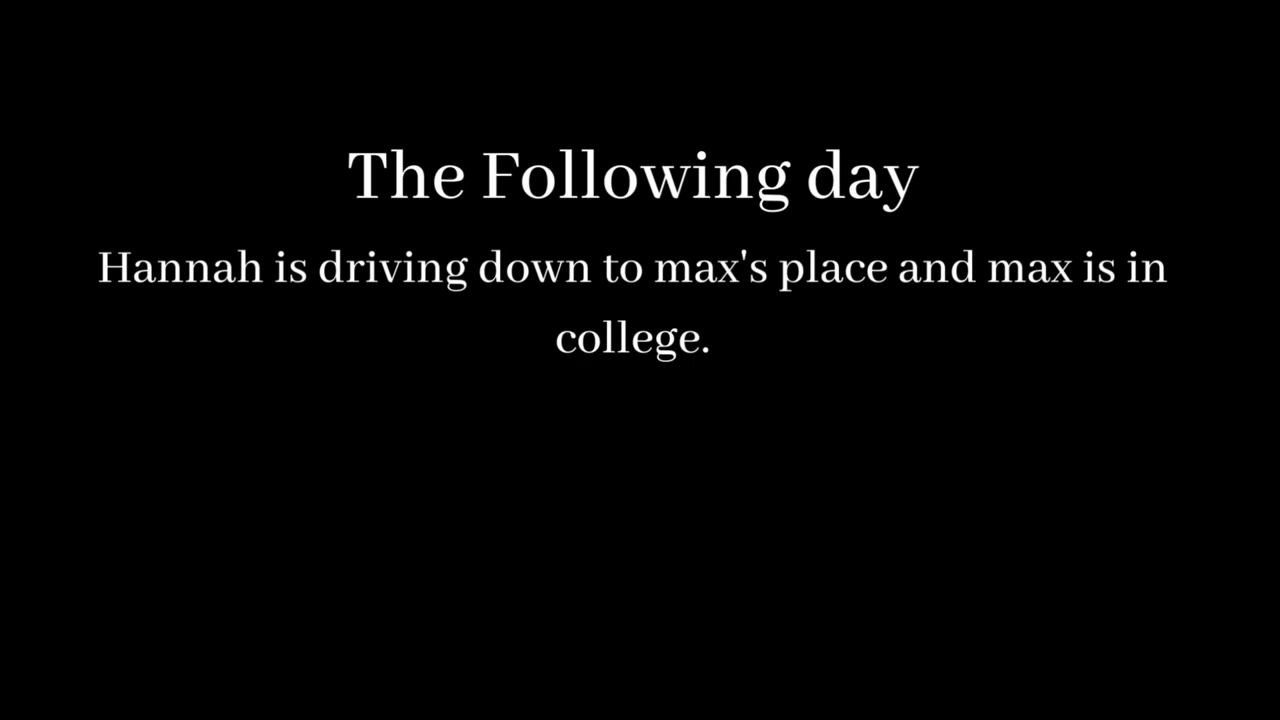 The Following day
Hannah is driving down to max's place and max is in
college.